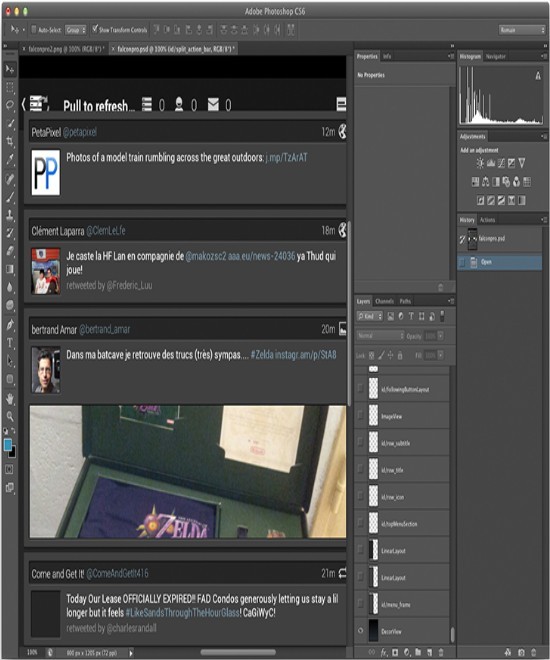 Adobe Photoshop CS6
Auto-Select: Group Show Transform Controls Romain
falconpro2.png @ 100% (RGB/8*) * falconpro.psd @ 100% (id/split_action_bar, RGB/8*) *
Pull to refresh... 0 0 0
PetaPixel @petapixel 12m
PP Photos of a model train rumbling across the great outdoors: j.mp/TzArAT
Clément Laparra @ClemLeLfe 18m
Je caste la HF Lan en compagnie de @makozsc2 aaa.eu/news-24036 ya Thud qui
joue!
retweeted by @Frederic_Luu
bertrand Amar @bertrand_amar 20m
Dans ma batcave je retrouve des trucs (très) sympas.... #Zelda instagr.am/p/StA8
ZELDA
Come and Get It! @ComeAndGetIt416 21m
Today Our Lease OFFICIALLY EXPIRED!! FAD Condos generously letting us stay a lil
longer but it feels #LikeSandsThroughTheHourGlass! CaGiWyC!
retweeted by @charlesrandall
100% 800 px x 1205 px (72 ppi)
Properties Info
No Properties
Layers Channels Paths
Kind
Normal Opacity:
Lock: Fill:
id/followingButtonLayout
ImageView
id/row_subtitle
id/row_title
id/row_icon
id/topMenuSection
LinearLayout
LinearLayout
id/menu_frame
DecorView
Histogram Navigator
Adjustments
Add an adjustment
History Actions
falconpro.psd
Open